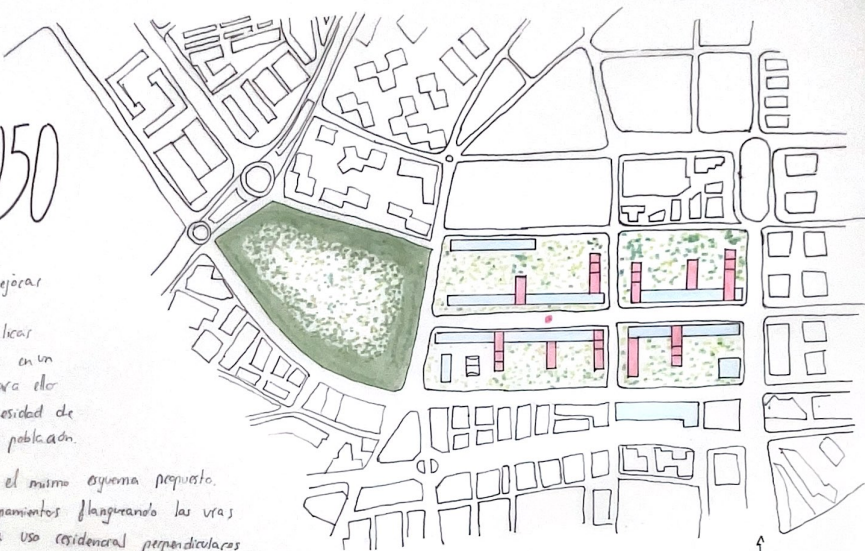 050
ejorar
licas
en un
ara ello
esidad de
población.
el mismo esquema propuesto.
namientos flanqueando las vías
uso residencial perpendiculares